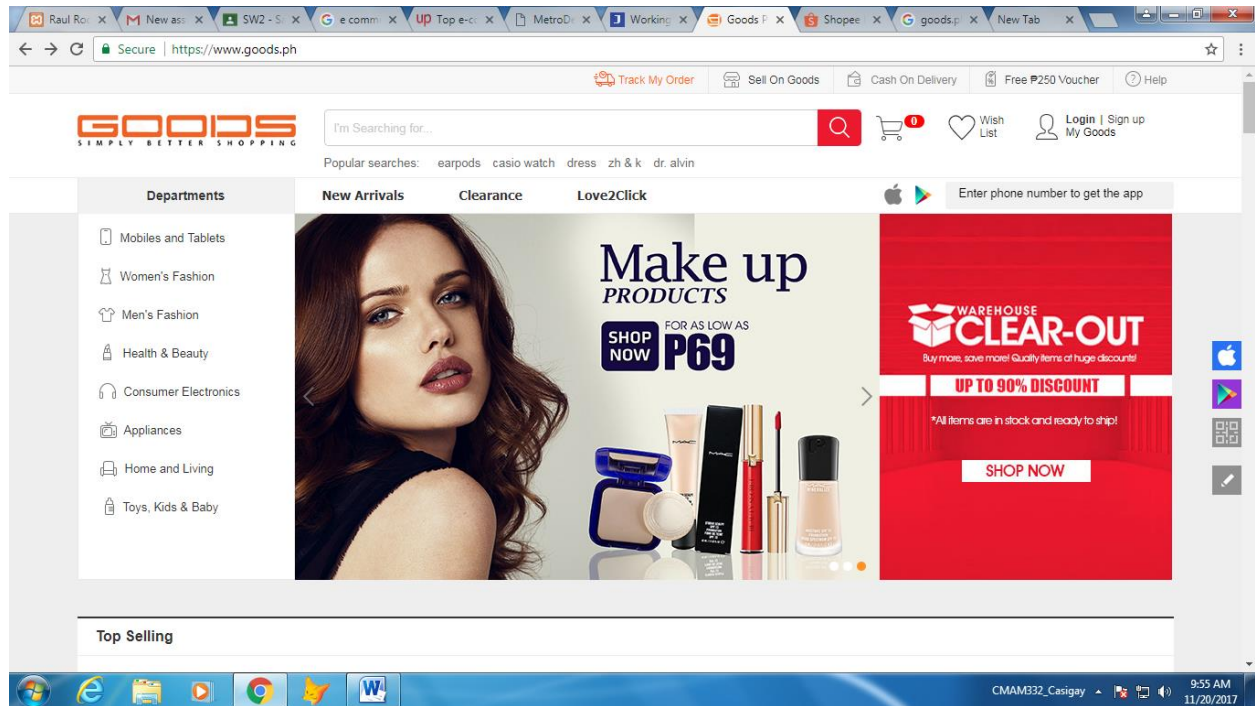 Raul Ro
New ass
SW2 - S
e comm
Top e-c
MetroD
Working
Goods P
Shopee
goods.p
New Tab
Secure | https://www.goods.ph
Track My Order
Sell On Goods
Cash On Delivery
Free ₱250 Voucher
Help
GOODS
SIMPLY BETTER SHOPPING
I'm Searching for...
0
Wish
List
Login | Sign up
My Goods
Popular searches: earpods casio watch dress zh & k dr. alvin
Departments
New Arrivals
Clearance
Love2Click
Enter phone number to get the app
Mobiles and Tablets
Women's Fashion
Men's Fashion
Health & Beauty
Consumer Electronics
Appliances
Home and Living
Toys, Kids & Baby
Make up
PRODUCTS
SHOP
NOW
FOR AS LOW AS
P69
WAREHOUSE
CLEAR-OUT
Buy more, save more! Quality items at huge discounts!
UP TO 90% DISCOUNT
*All items are in stock and ready to ship!
SHOP NOW
Top Selling
CMAM332_Casigay
9:55 AM
11/20/2017